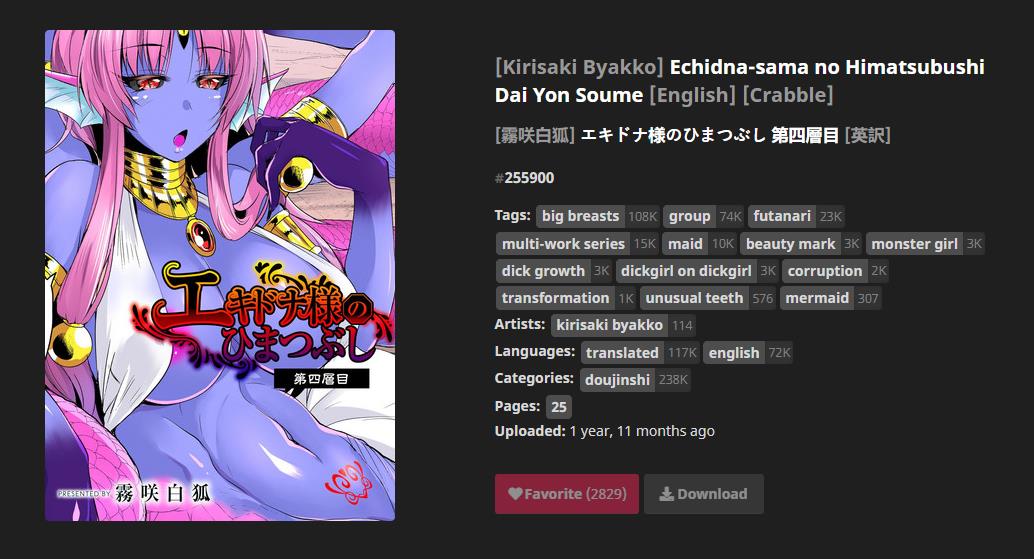 [Kirisaki Byakko] Echidna-sama no Himatsubushi
Dai Yon Soume [English] [Crabble]
[霧咲白狐] エキドナ様のひまつぶし 第四層目 [英訳]
#255900
Tags: big breasts 108K group 74K futanari 23K
multi-work series 15K maid 10K beauty mark 3K monster girl 3K
dick growth 3K dickgirl on dickgirl 3K corruption 2K
transformation 1K unusual teeth 576 mermaid 307
Artists: kirisaki byakko 114
Languages: translated 117K english 72K
Categories: doujinshi 238K
Pages: 25
Uploaded: 1 year, 11 months ago
Favorite (2829) Download
エキドナ様の
ひまつぶし
第四層目
PRESENTED BY 霧咲白狐